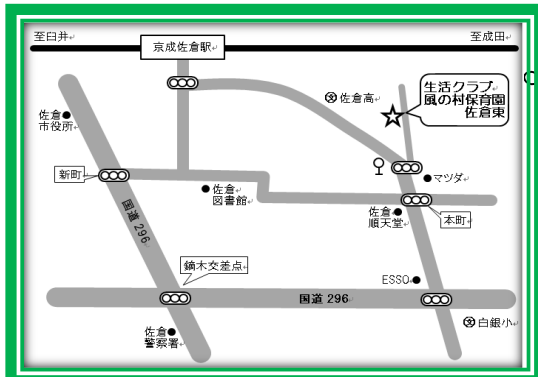 至臼井
京成佐倉駅
至成田
佐倉高
生活クラブ
風の村保育園
佐倉東
佐倉
市役所
新町
マツダ
佐倉
図書館
国道296
佐倉
順天堂
本町
鏑木交差点
ESSO
国道 296
佐倉
警察署
白銀小